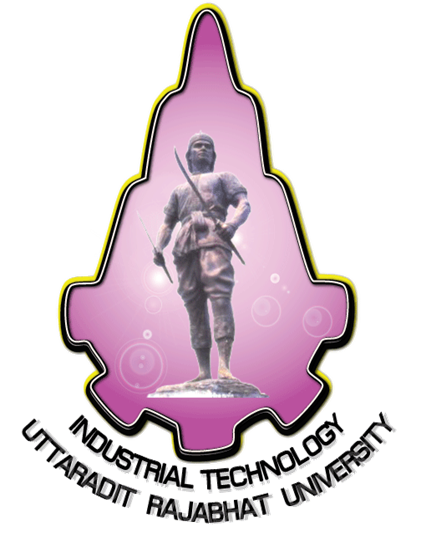 INDUSTRIAL TECHNOLOGY
UTTARADIT RAJABHAT UNIVERSITY